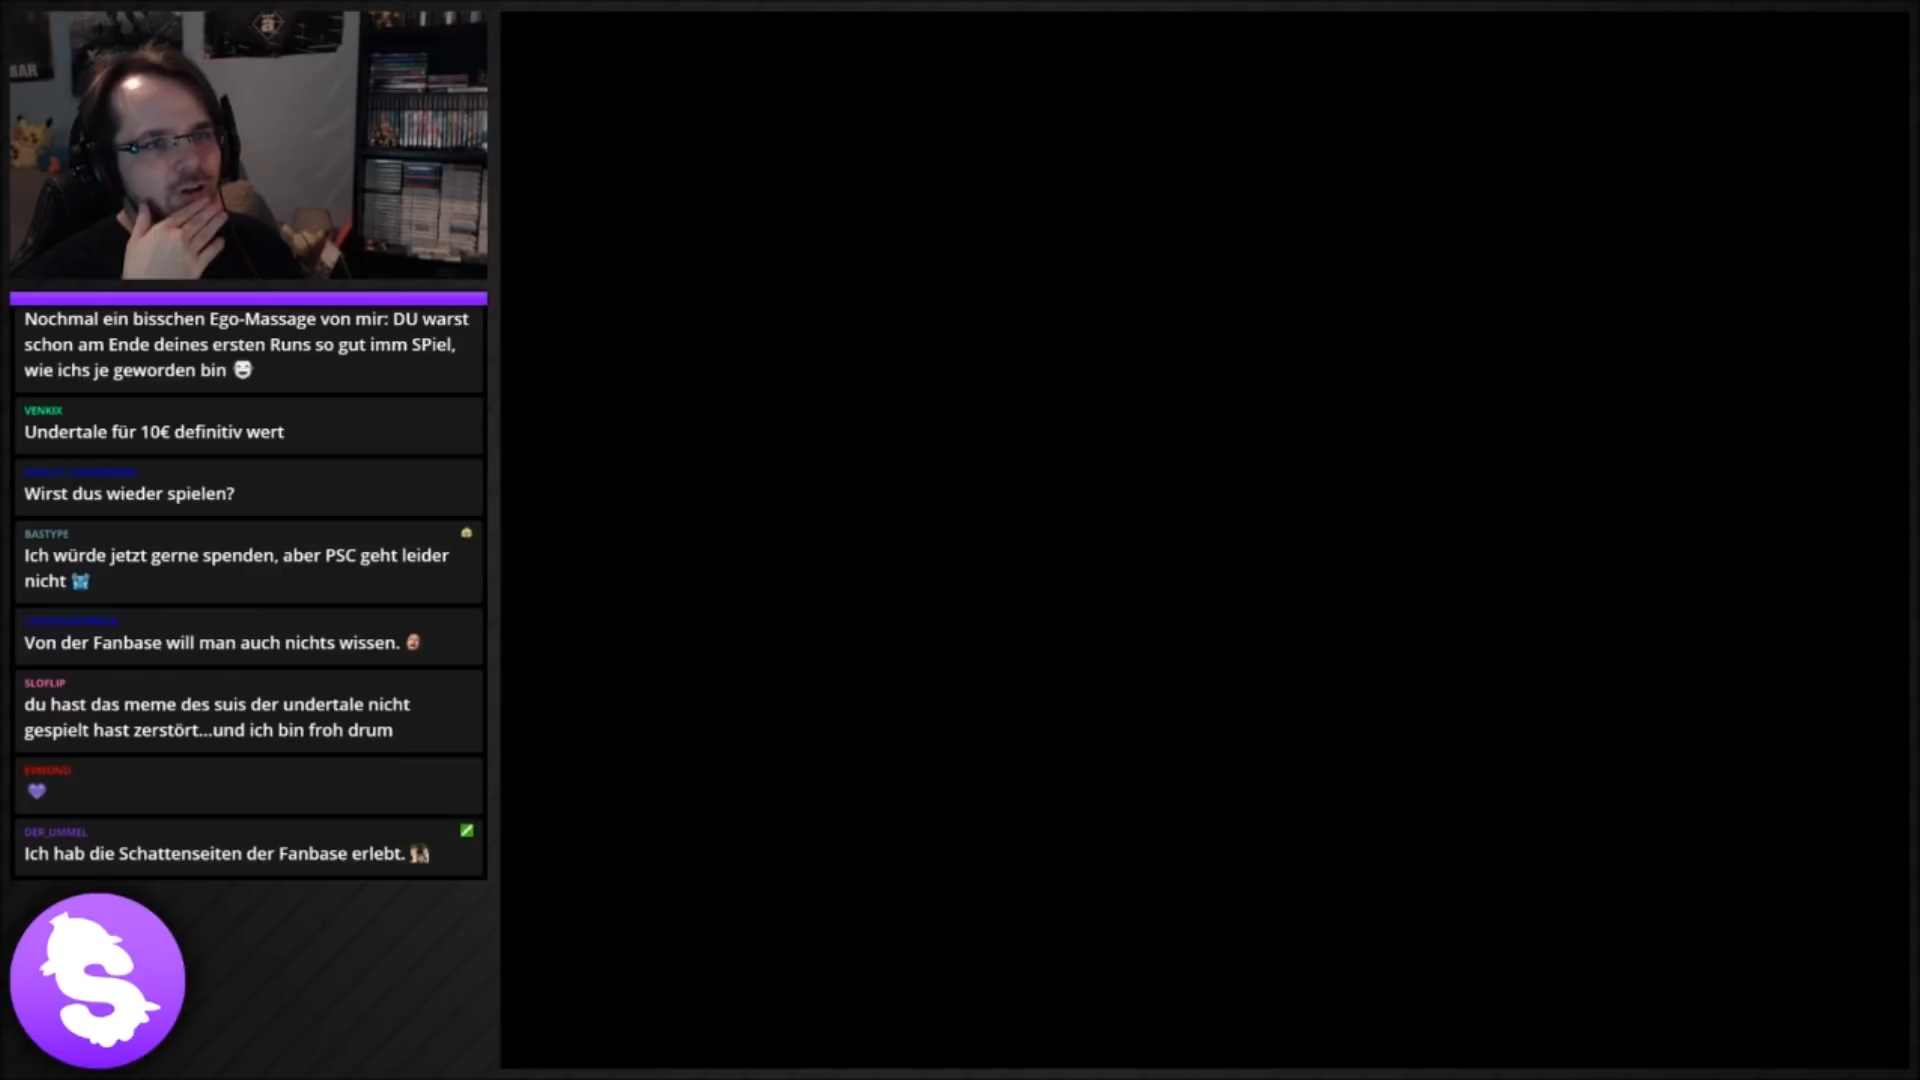 BAR
Nochmal ein bisschen Ego-Massage von mir: DU warst
schon am Ende deines ersten Runs so gut imm SPiel,
wie ichs je geworden bin
VENKIX
Undertale für 10€ definitiv wert
Wirst dus wieder spielen?
BASTYPE
Ich würde jetzt gerne spenden, aber PSC geht leider
nicht
Von der Fanbase will man auch nichts wissen.
SLOFLIP
du hast das meme des suis der undertale nicht
gespielt hast zerstört...und ich bin froh drum
DER_UMMEL
Ich hab die Schattenseiten der Fanbase erlebt.
S